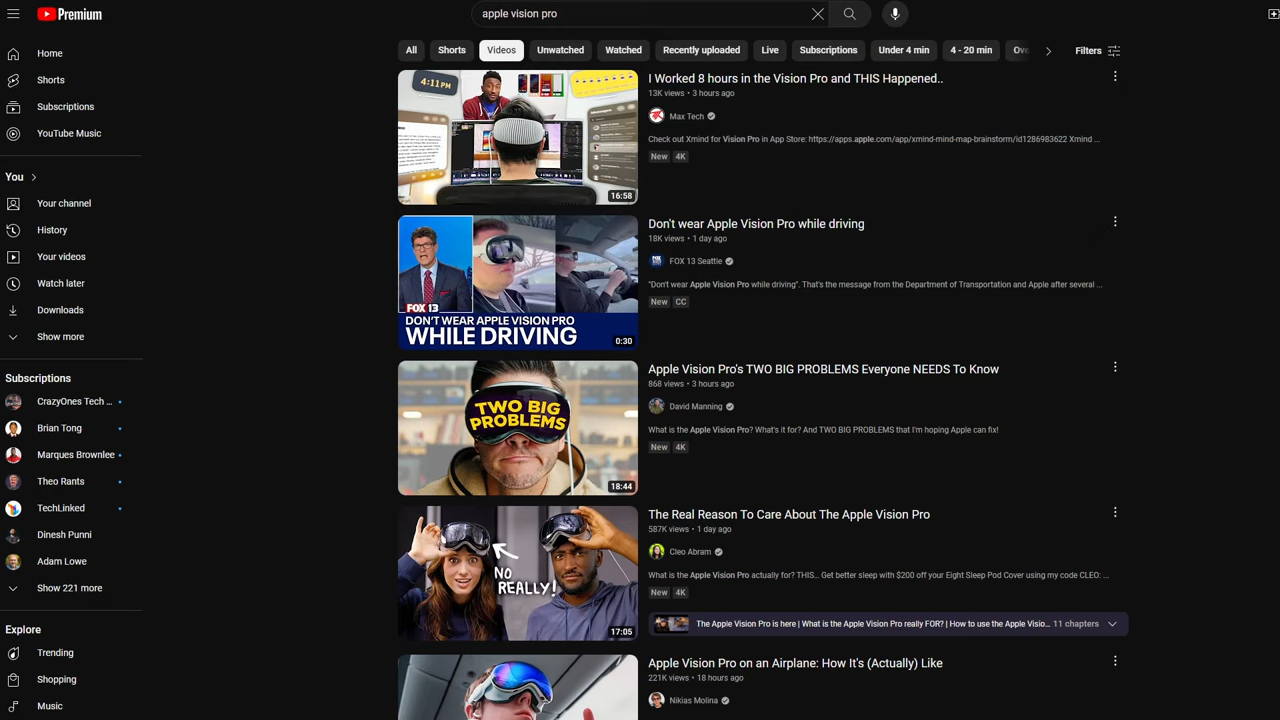 Premium
apple vision pro
Home
Shorts
Subscriptions
YouTube Music
You
Your channel
History
Your videos
Watch later
Downloads
Show more
Subscriptions
CrazyOnes Tech ...
Brian Tong
Marques Brownlee
Theo Rants
TechLinked
Dinesh Punni
Adam Lowe
Show 221 more
Explore
Trending
Shopping
Music
All
Shorts
Videos
Unwatched
Watched
Recently uploaded
Live
Subscriptions
Under 4 min
4 - 20 min
Filters
4:11 PM
16:58
I Worked 8 hours in the Vision Pro and THIS Happened..
13K views • 3 hours ago
Max Tech
Check out Xmind for Vision Pro in App Store: https://apps.apple.com/app/xmind-mind-map-brainstorm/id1286983622 Xmind ...
New 4K
FOX 13
DON'T WEAR APPLE VISION PRO
WHILE DRIVING
0:30
Don't wear Apple Vision Pro while driving
18K views • 1 day ago
FOX 13 Seattle
"Don't wear Apple Vision Pro while driving". That's the message from the Department of Transportation and Apple after several ...
New CC
TWO BIG
PROBLEMS
18:44
Apple Vision Pro's TWO BIG PROBLEMS Everyone NEEDS To Know
868 views • 3 hours ago
David Manning
What is the Apple Vision Pro? What's it for? And TWO BIG PROBLEMS that I'm hoping Apple can fix!
New 4K
NO
REALLY!
17:05
The Real Reason To Care About The Apple Vision Pro
587K views • 1 day ago
Cleo Abram
What is the Apple Vision Pro actually for? THIS... Get better sleep with $200 off your Eight Sleep Pod Cover using my code CLEO: ...
New 4K
The Apple Vision Pro is here | What is the Apple Vision Pro really FOR? | How to use the Apple Visio... 11 chapters
Apple Vision Pro on an Airplane: How It's (Actually) Like
221K views • 18 hours ago
Nikias Molina